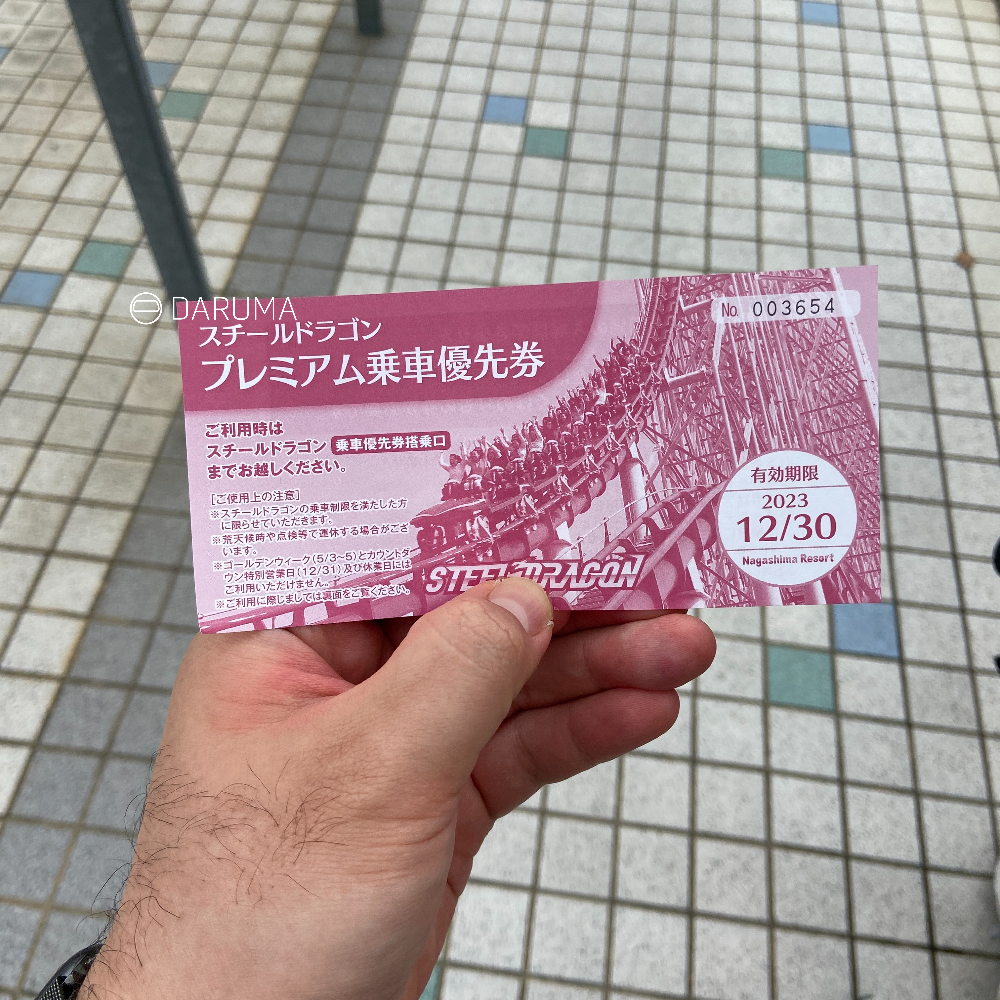 DARUMA
スチールドラゴン
プレミアム乗車優先券
No. 003654
ご利用時は
スチールドラゴン 乗車優先券搭乗口
までお越しください。
[ご使用上の注意]
※スチールドラゴンの乗車制限を満たした方
に限らせていただきます。
※荒天候時や点検等で運休する場合がござ
います。
※ゴールデンウィーク(5/3~5)とカウントダ
ウン特別営業日(12/31)及び休業日には
ご利用いただけません。
※ご利用に際しましては裏面をご覧ください。
STEEL DRAGON
有効期限
2023
12/30
Nagashima Resort